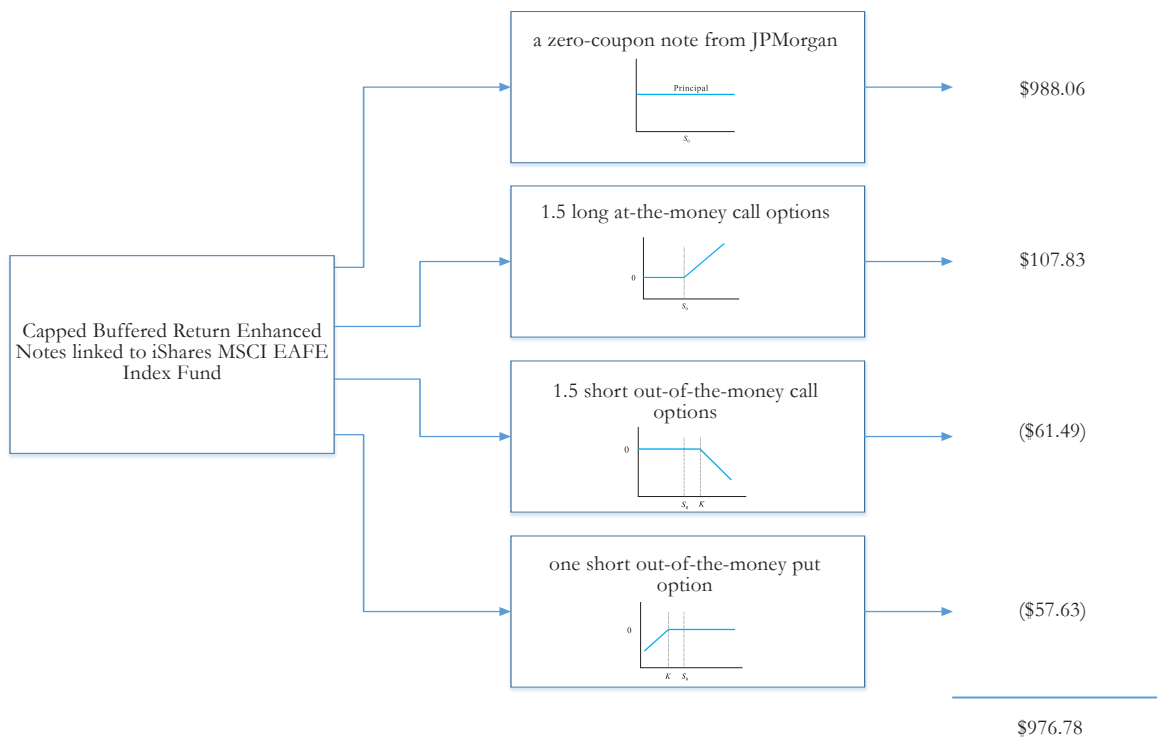 a zero-coupon note from JPMorgan
Principal
S₀
$988.06
1.5 long at-the-money call options
0
S₀
$107.83
Capped Buffered Return Enhanced
Notes linked to iShares MSCI EAFE
Index Fund
1.5 short out-of-the-money call
options
0
S₀ K
($61.49)
one short out-of-the-money put
option
0
K S₀
($57.63)
$976.78